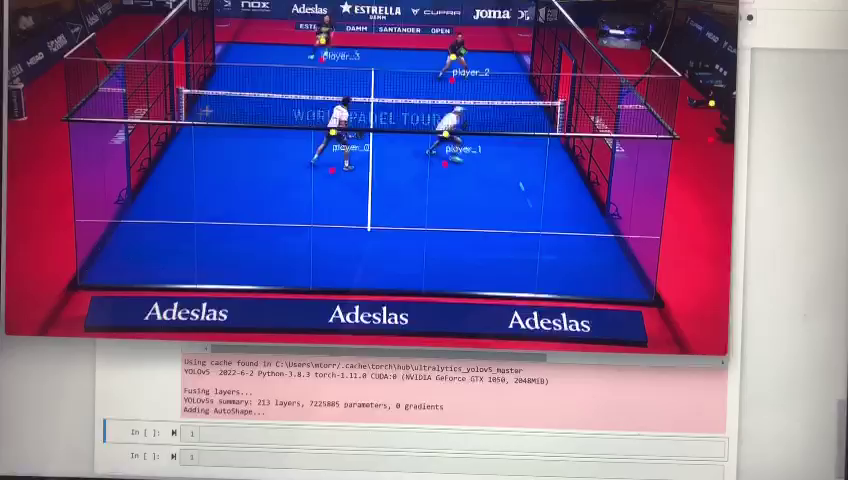 nox
Adeslas
ESTRELLA
DAMM
CUPRA
Joma
DAMM SANTANDER OPEN
HEAD
player_3
player_2
WORLD PADEL TOUR
player_0
player_1
Adeslas
Adeslas
Adeslas
Using cache found in C:\Users\mtorr/.cache\torch\hub\ultralytics_yolov5_master
YOLOv5 2022-6-2 Python-3.8.3 torch-1.11.0 CUDA:0 (NVIDIA GeForce GTX 1050, 2048MiB)
Fusing layers...
YOLOv5s summary: 213 layers, 7225885 parameters, 0 gradients
Adding AutoShape...
In [ ]: 1
In [ ]: 1